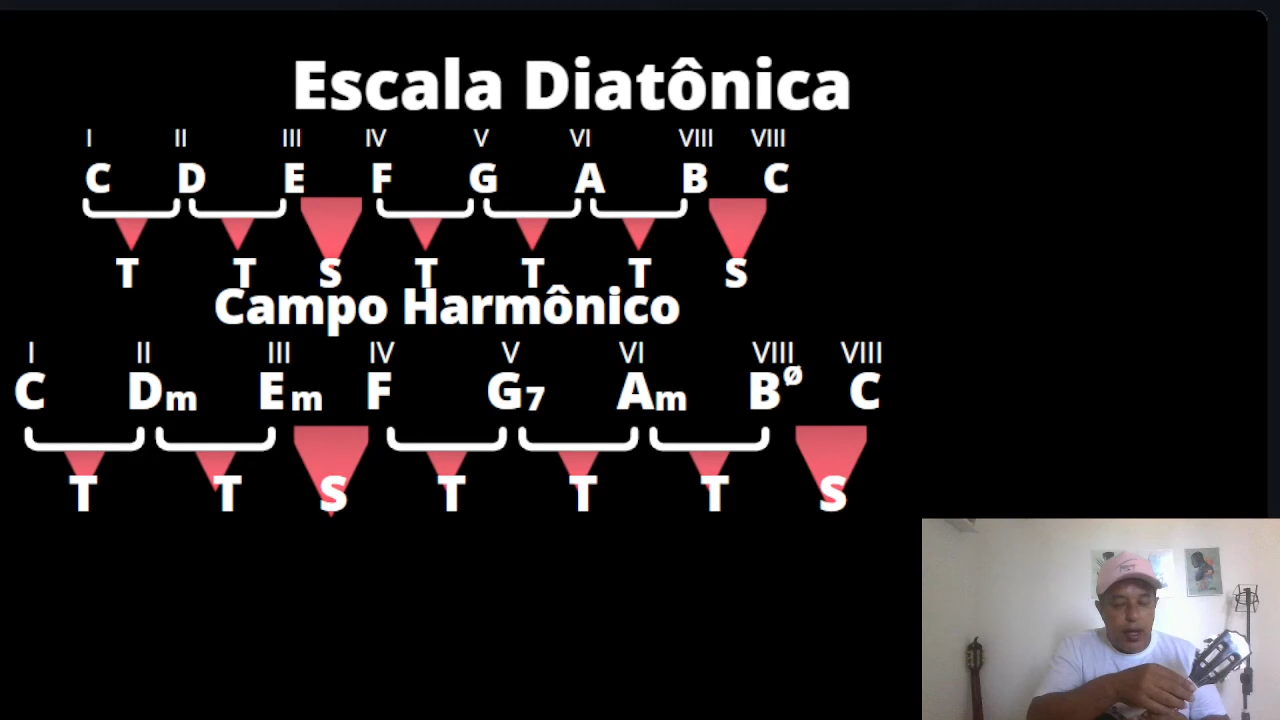 Escala Diatônica
I II III IV V VI VIII VIII
C D E F G A B C
T T S T T T S
Campo Harmônico
I II III IV V VI VIII VIII
C Dm Em F G7 Am BØ C
T T S T T T S